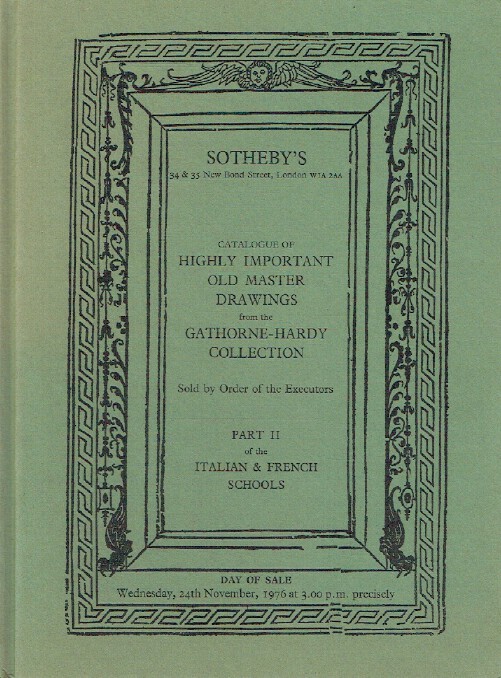 SOTHEBY'S
34 & 35 New Bond Street, London W1A 2AA
CATALOGUE OF
HIGHLY IMPORTANT
OLD MASTER
DRAWINGS
from the
GATHORNE-HARDY
COLLECTION
Sold by Order of the Executors
PART II
of the
ITALIAN & FRENCH
SCHOOLS
DAY OF SALE
Wednesday, 24th November, 1976 at 3.00 p.m. precisely